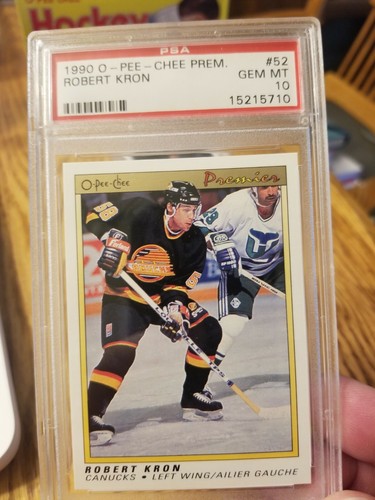 Hockey
PSA
1990 O-PEE-CHEE PREM. #52
ROBERT KRON GEM MT
10
15215710
O-Pee-Chee Premier
ROBERT KRON
CANUCKS • LEFT WING/AILIER GAUCHE